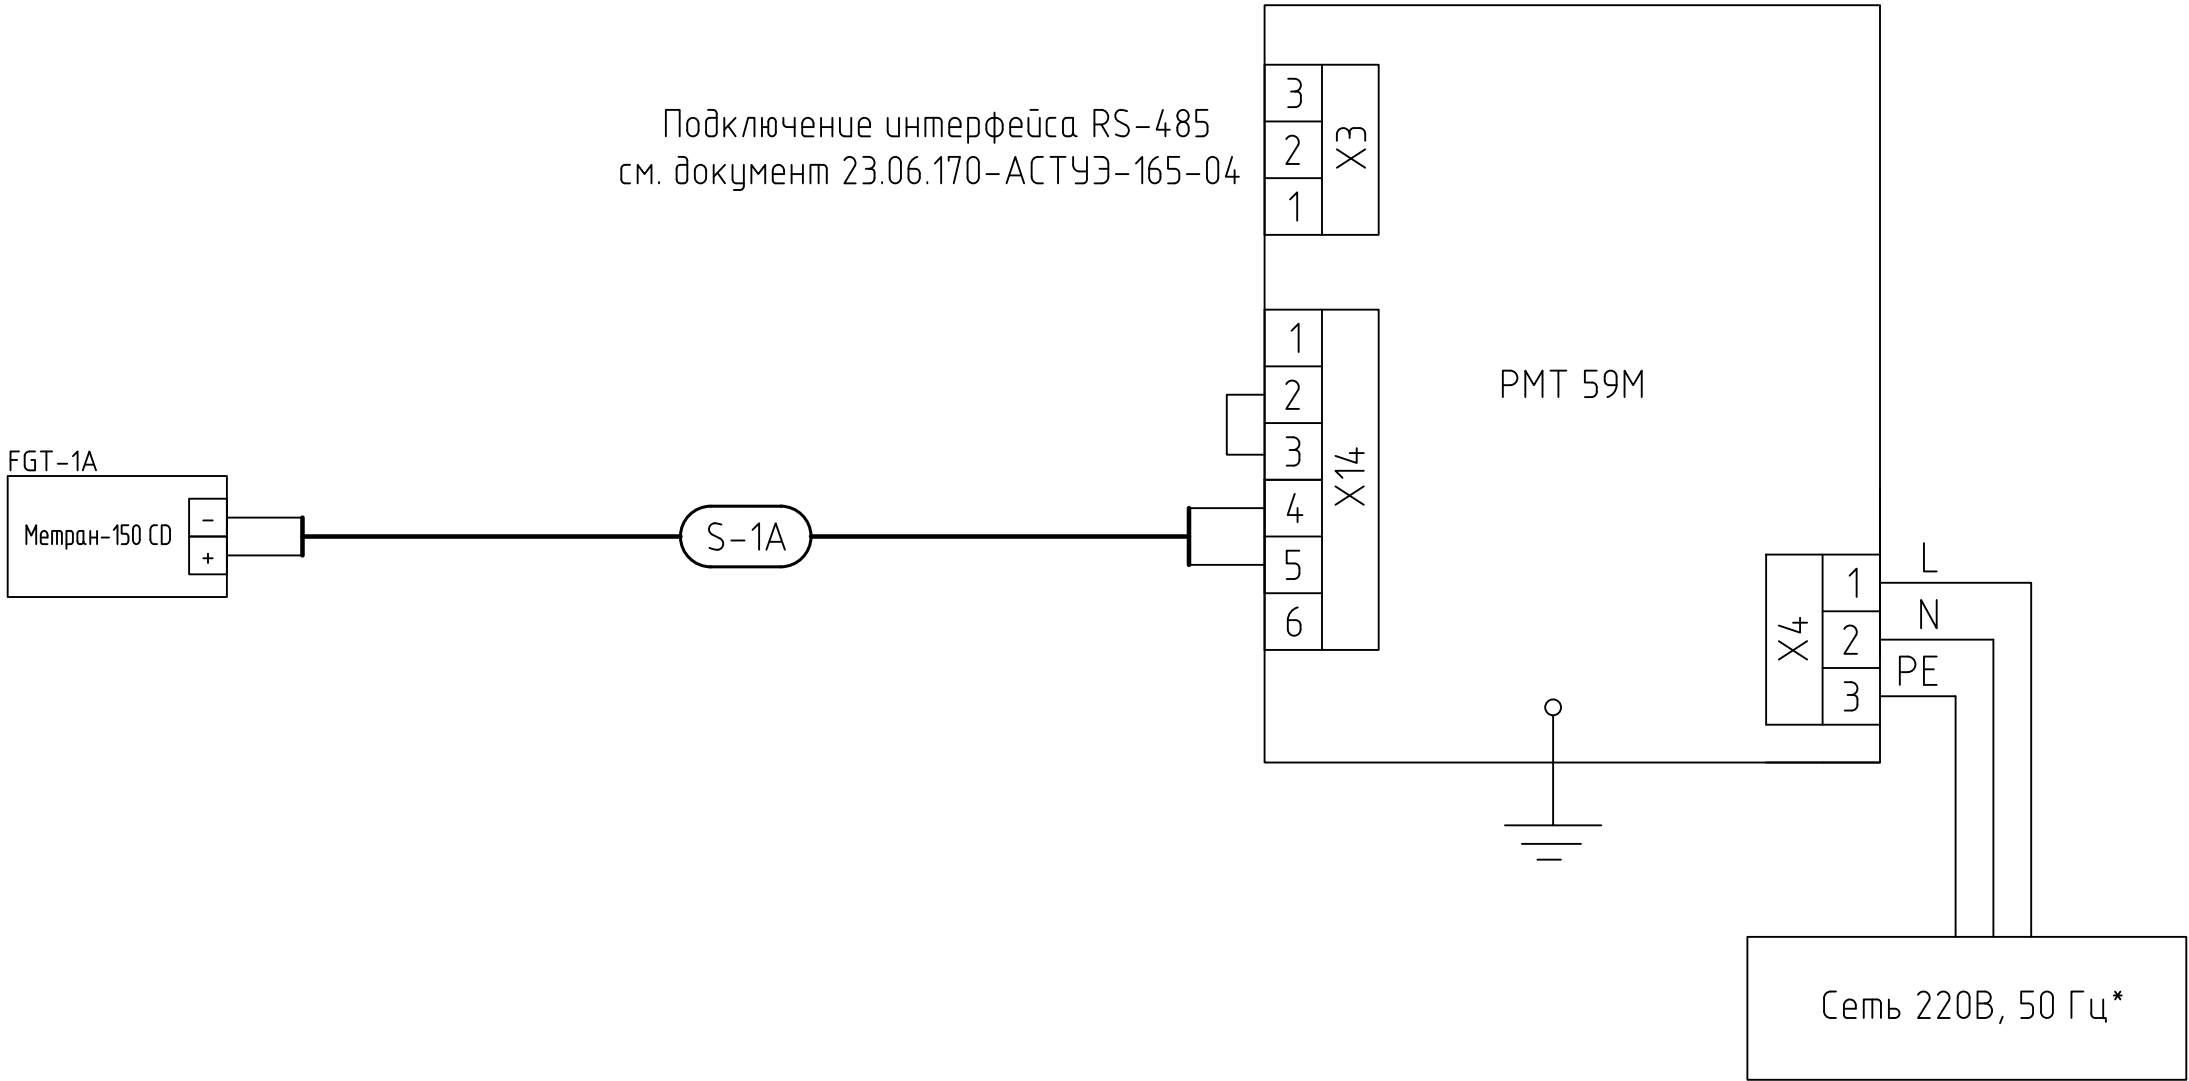 Подключение интерфейса RS-485
см. документ 23.06.170-АСТУЭ-165-04
3
2
1
X3
1
2
3
4
5
6
X14
РМТ 59М
FGT-1A
Метран-150 CD
-
+
S-1A
X4
1
2
3
L
N
PE
Сеть 220В, 50 Гц*